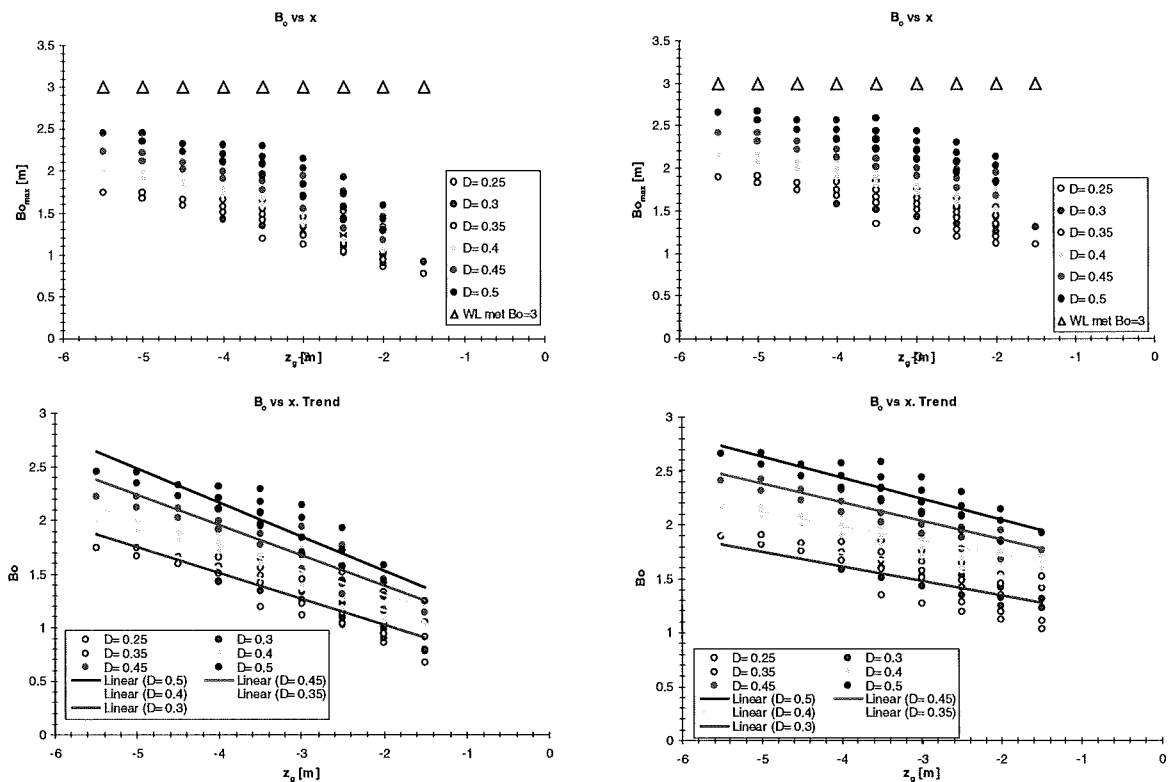 B₀ vs x
Bo_max [m]
3.5
3
2.5
2
1.5
1
0.5
0
-6
-5
-4
-3
-2
-1
0
z_g [m]
D= 0.25
D= 0.3
D= 0.35
D= 0.4
D= 0.45
D= 0.5
WL met Bo=3
B₀ vs x
Bo_max [m]
3.5
3
2.5
2
1.5
1
0.5
0
-6
-5
-4
-3
-2
-1
0
z_g [m]
D= 0.25
D= 0.3
D= 0.35
D= 0.4
D= 0.45
D= 0.5
WL met Bo=3
B₀ vs x. Trend
Bo
3
2.5
2
1.5
1
0.5
0
-6
-5
-4
-3
-2
-1
0
z_g [m]
D= 0.25 D= 0.3
D= 0.35 D= 0.4
D= 0.45 D= 0.5
Linear (D= 0.5) Linear (D= 0.45)
Linear (D= 0.4) Linear (D= 0.35)
Linear (D= 0.3)
B₀ vs x. Trend
Bo
3
2.5
2
1.5
1
0.5
0
-6
-5
-4
-3
-2
-1
0
z_g [m]
D= 0.25 D= 0.3
D= 0.35 D= 0.4
D= 0.45 D= 0.5
Linear (D= 0.5) Linear (D= 0.45)
Linear (D= 0.4) Linear (D= 0.35)
Linear (D= 0.3)